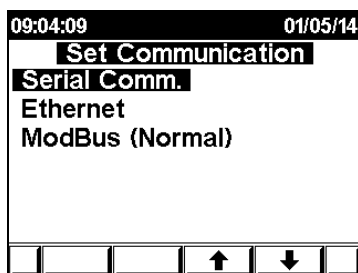 09:04:09 01/05/14
Set Communication
Serial Comm.
Ethernet
ModBus (Normal)